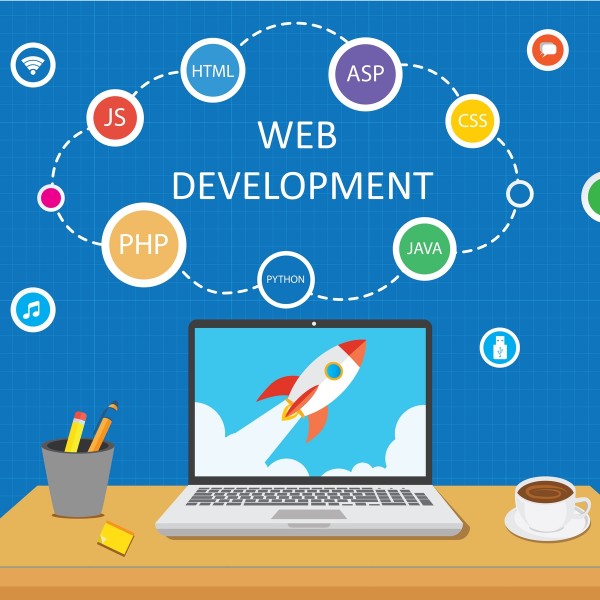 HTML
ASP
JS
CSS
WEB
DEVELOPMENT
PHP
JAVA
PYTHON